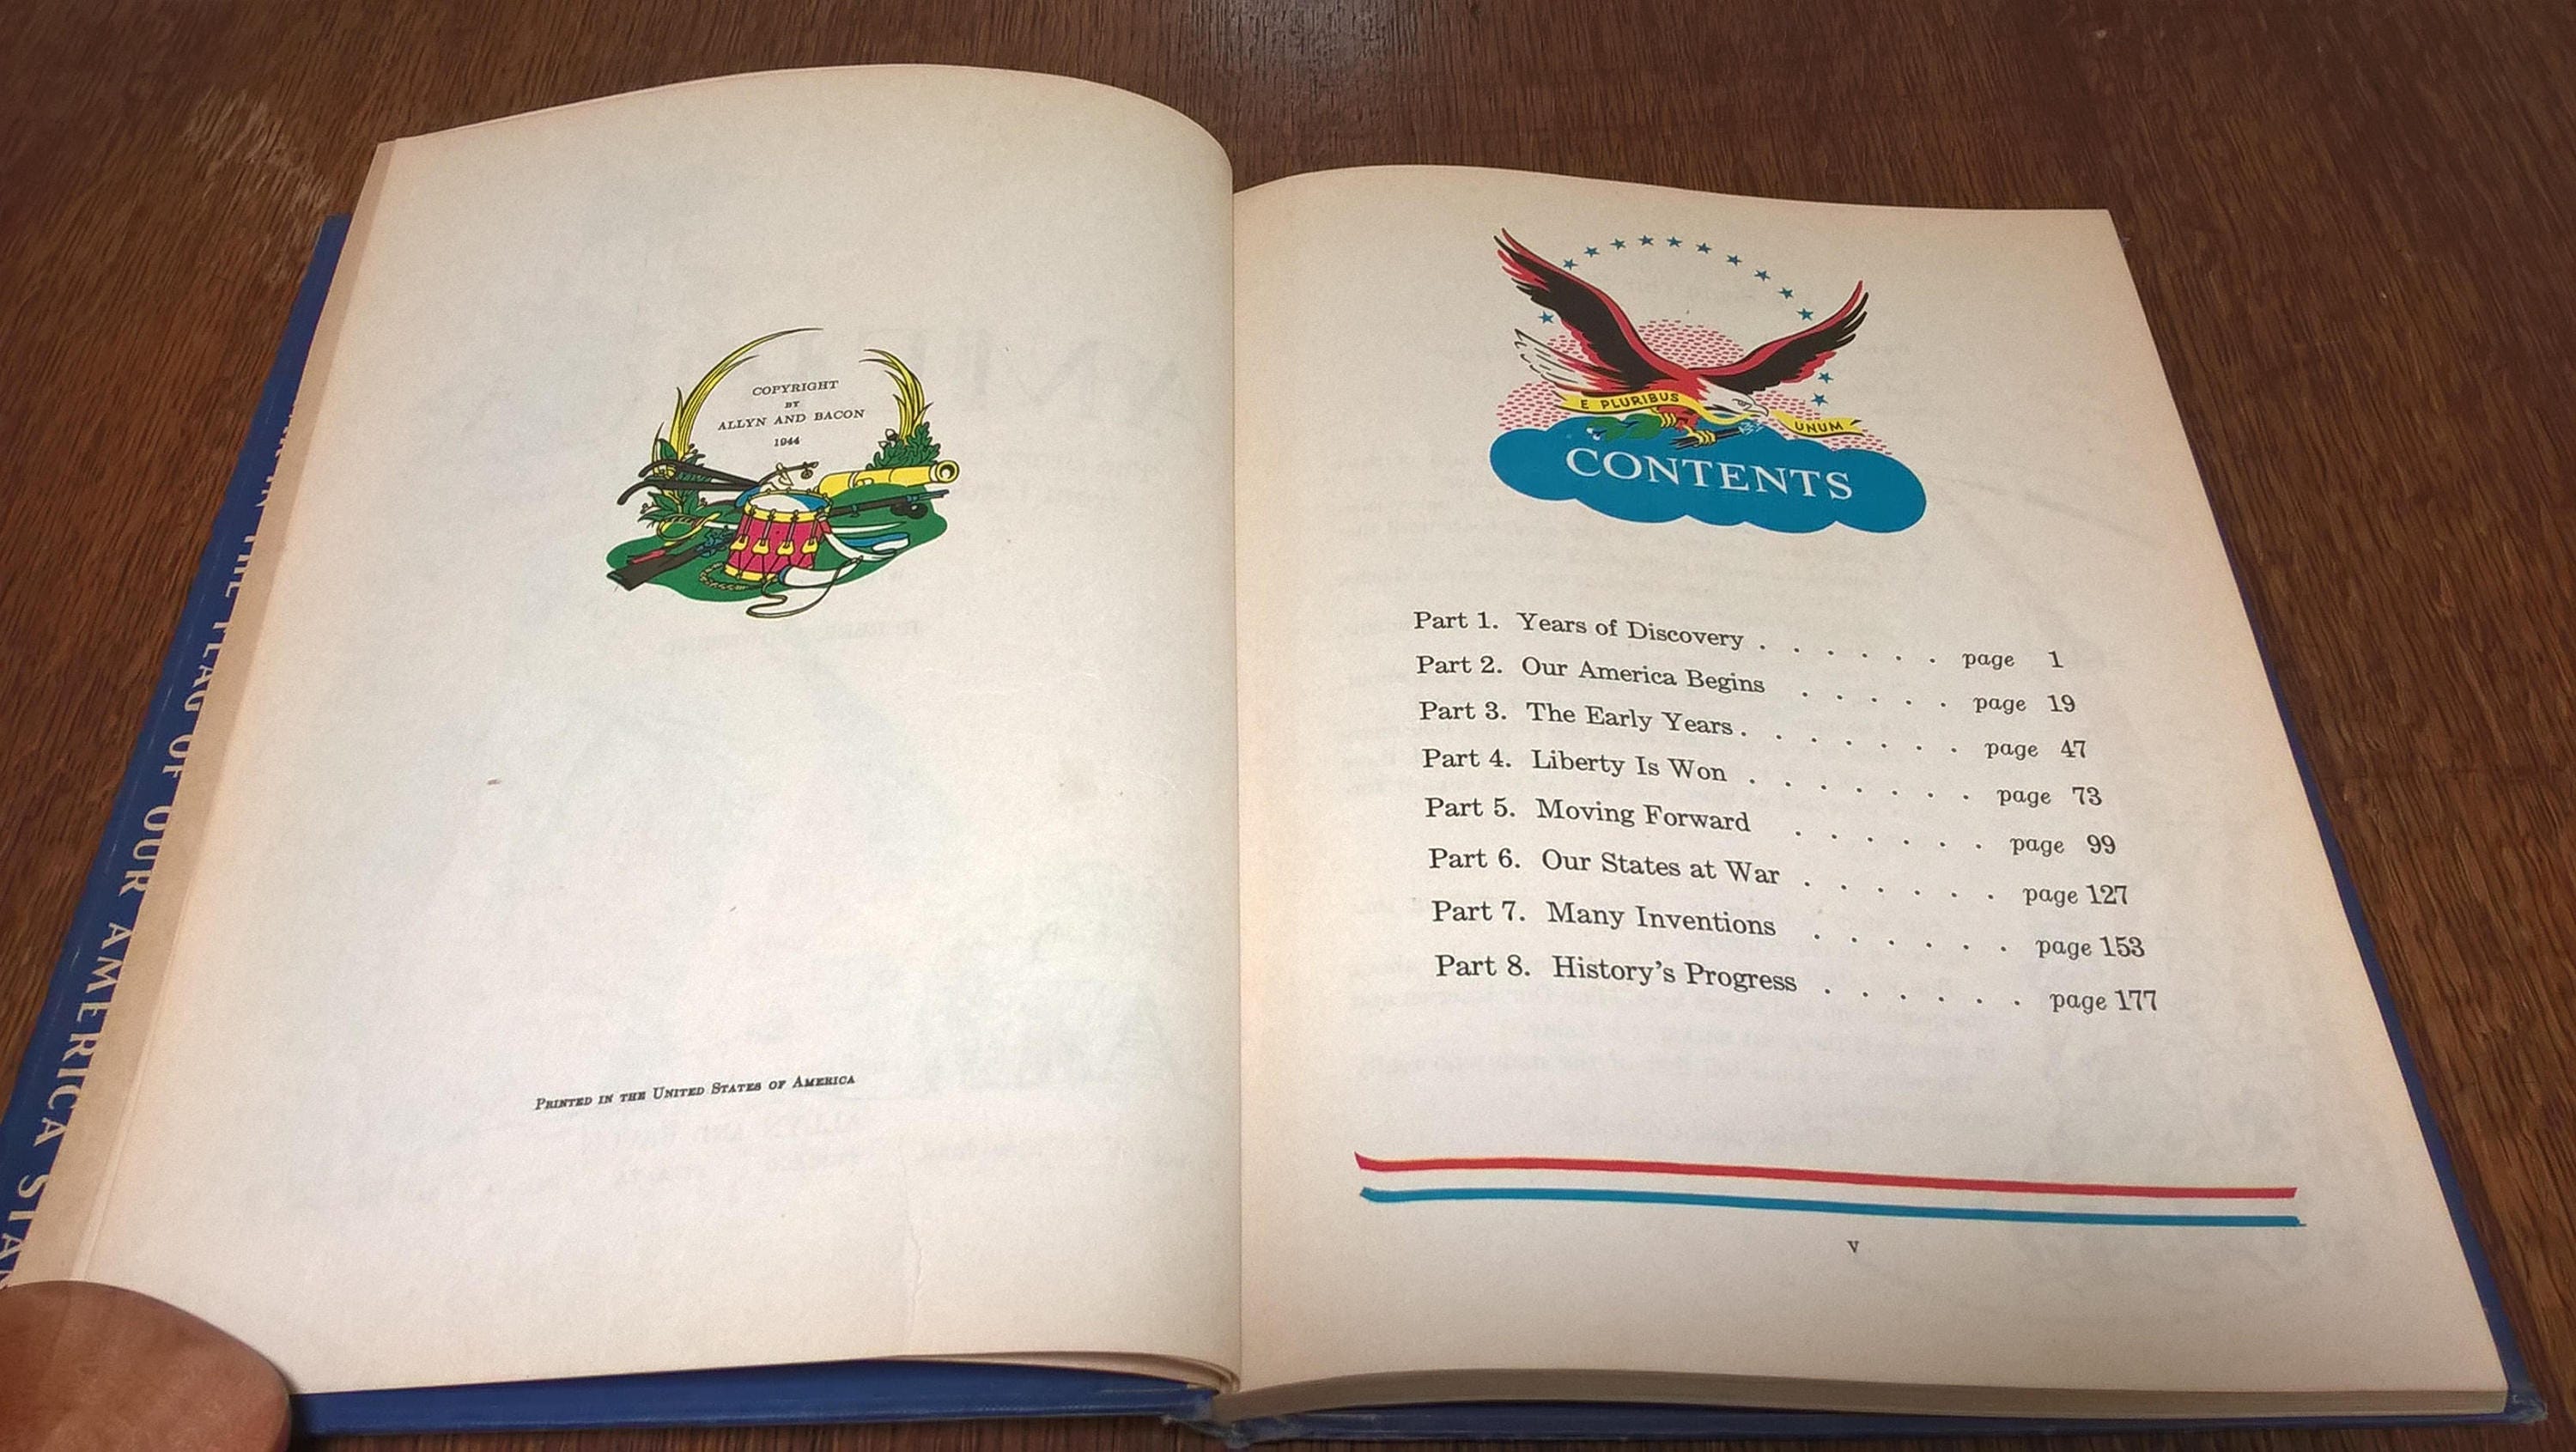 THE FLAG OF OUR AMERICA
COPYRIGHT
BY
ALLYN AND BACON
1944
PRINTED IN THE UNITED STATES OF AMERICA
E PLURIBUS UNUM
CONTENTS
Part 1. Years of Discovery . . . . . . page 1
Part 2. Our America Begins . . . . . page 19
Part 3. The Early Years . . . . . . . page 47
Part 4. Liberty Is Won . . . . . . . page 73
Part 5. Moving Forward . . . . . . page 99
Part 6. Our States at War . . . . . . page 127
Part 7. Many Inventions . . . . . . page 153
Part 8. History's Progress . . . . . . page 177
v